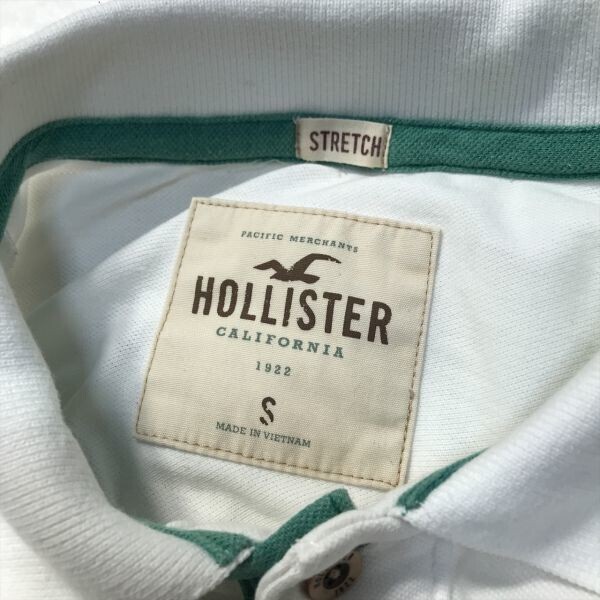 STRETCH
PACIFIC MERCHANTS
HOLLISTER
CALIFORNIA
1922
S
MADE IN VIETNAM